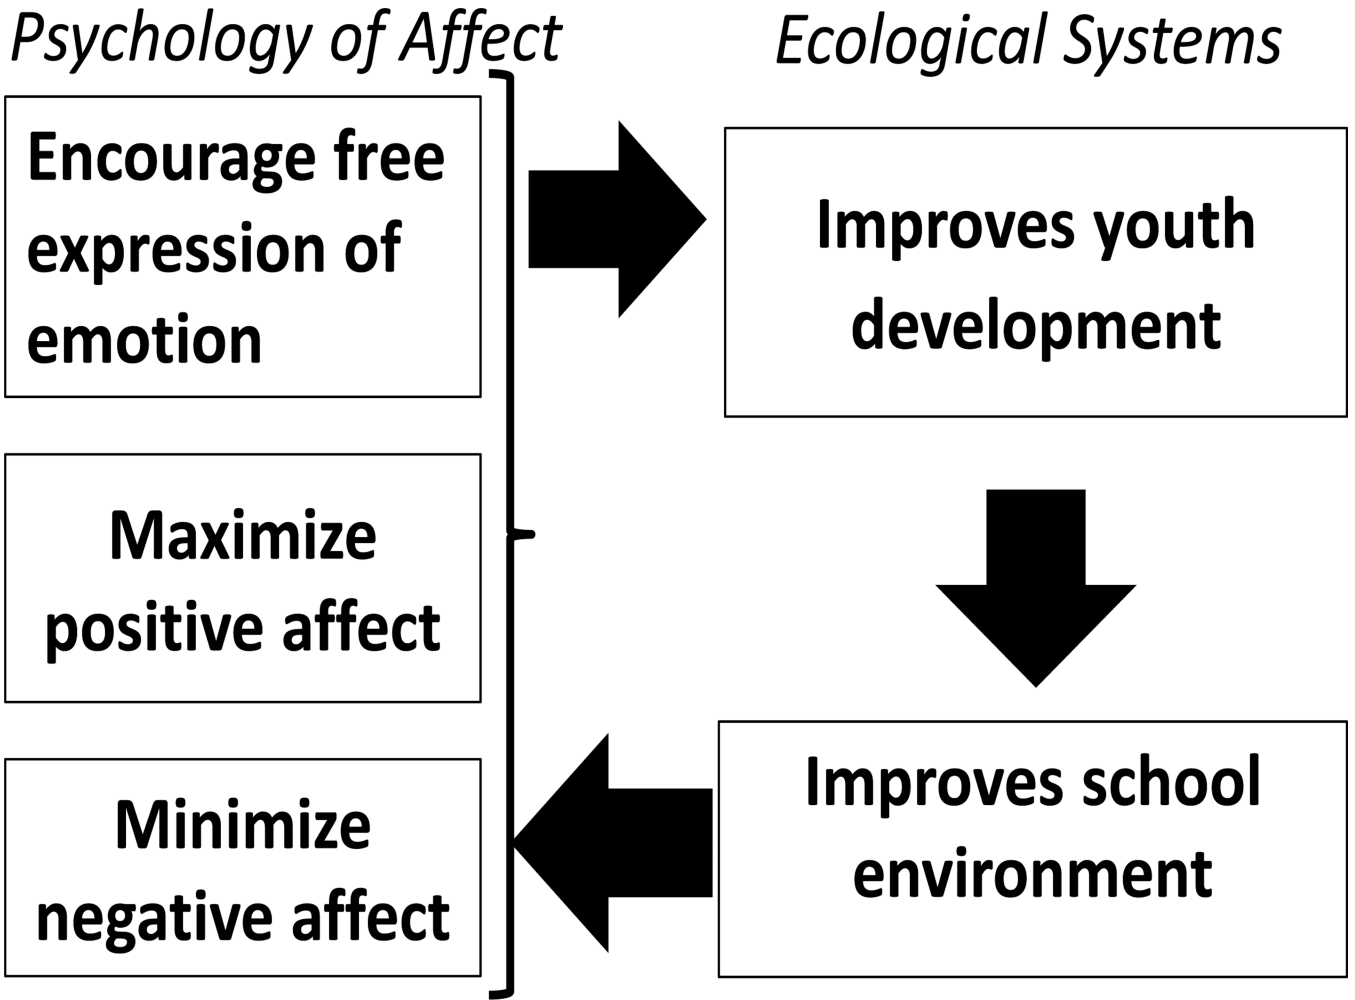 Psychology of Affect
Encourage free
expression of
emotion
Maximize
positive affect
Minimize
negative affect
Ecological Systems
Improves youth
development
Improves school
environment